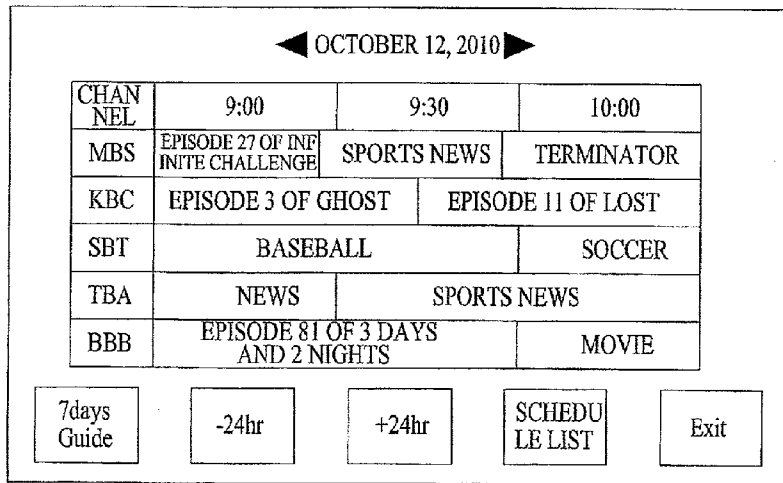 OCTOBER 12, 2010
CHAN
NEL
9:00
9:30
10:00
MBS
EPISODE 27 OF INF
INITE CHALLENGE
SPORTS NEWS
TERMINATOR
KBC
EPISODE 3 OF GHOST
EPISODE 11 OF LOST
SBT
BASEBALL
SOCCER
TBA
NEWS
SPORTS NEWS
BBB
EPISODE 81 OF 3 DAYS
AND 2 NIGHTS
MOVIE
7days
Guide
-24hr
+24hr
SCHEDU
LE LIST
Exit